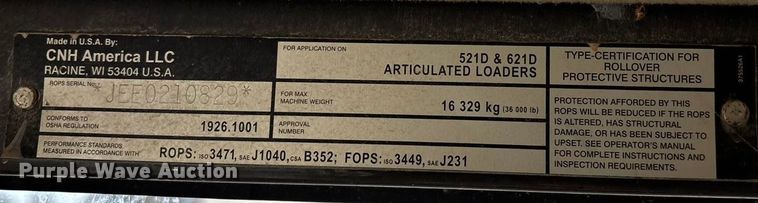 Made in U.S.A. By:
CNH America LLC
RACINE, WI 53404 U.S.A.
ROPS SERIAL No.
JEE0210829*
CONFORMS TO
OSHA REGULATION 1926.1001
PERFORMANCE STANDARDS
MEASURED IN ACCORDANCE WITH ROPS: ISO 3471, SAE J1040, CSA B352; FOPS: ISO 3449, SAE J231
FOR APPLICATION ON
521D & 621D
ARTICULATED LOADERS
FOR MAX
MACHINE WEIGHT 16 329 kg (36 000 lb)
APPROVAL
NUMBER
TYPE-CERTIFICATION FOR
ROLLOVER
PROTECTIVE STRUCTURES
PROTECTION AFFORDED BY THIS
ROPS WILL BE AFFECTED IF THE ROPS
IS ALTERED, HAS STRUCTURAL
DAMAGE, OR HAS BEEN SUBJECT TO
UPSET. SEE OPERATOR'S MANUAL
FOR COMPLETE INSTRUCTIONS AND
INSPECTION REQUIREMENTS.
Purple Wave Auction